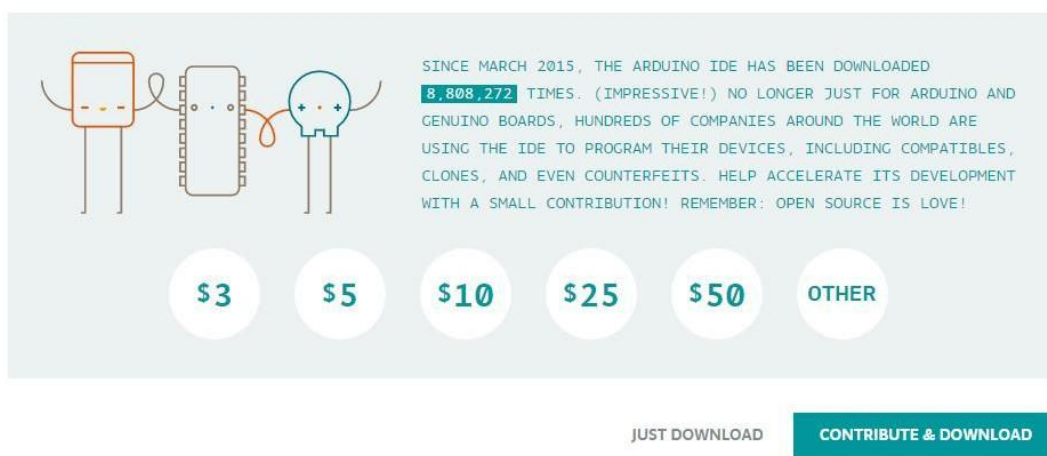 SINCE MARCH 2015, THE ARDUINO IDE HAS BEEN DOWNLOADED
8,808,272 TIMES. (IMPRESSIVE!) NO LONGER JUST FOR ARDUINO AND
GENUINO BOARDS, HUNDREDS OF COMPANIES AROUND THE WORLD ARE
USING THE IDE TO PROGRAM THEIR DEVICES, INCLUDING COMPATIBLES,
CLONES, AND EVEN COUNTERFEITS. HELP ACCELERATE ITS DEVELOPMENT
WITH A SMALL CONTRIBUTION! REMEMBER: OPEN SOURCE IS LOVE!
$3 $5 $10 $25 $50 OTHER
JUST DOWNLOAD CONTRIBUTE & DOWNLOAD